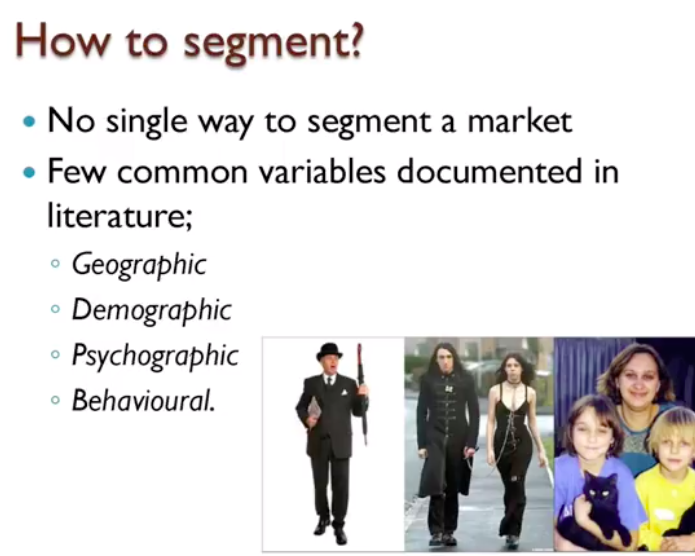 How to segment?
No single way to segment a market
Few common variables documented in
literature;
Geographic
Demographic
Psychographic
Behavioural.